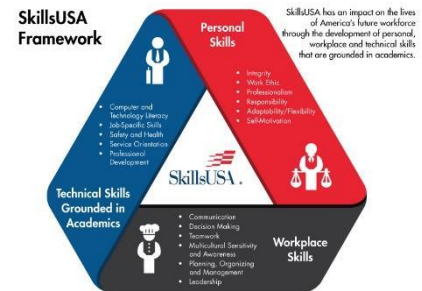 SkillsUSA
Framework
SkillsUSA has an impact on the lives
of America's future workforce
through the development of personal,
workplace and technical skills
that are grounded in academics.
Personal
Skills
• Integrity
• Work Ethic
• Professionalism
• Responsibility
• Adaptability/Flexibility
• Self-Motivation
• Computer and
Technology Literacy
• Job-Specific Skills
• Safety and Health
• Service Orientation
• Professional
Development
SkillsUSA.
Technical Skills
Grounded in
Academics
• Communication
• Decision Making
• Teamwork
• Multicultural Sensitivity
and Awareness
• Planning, Organizing
and Management
• Leadership
Workplace
Skills